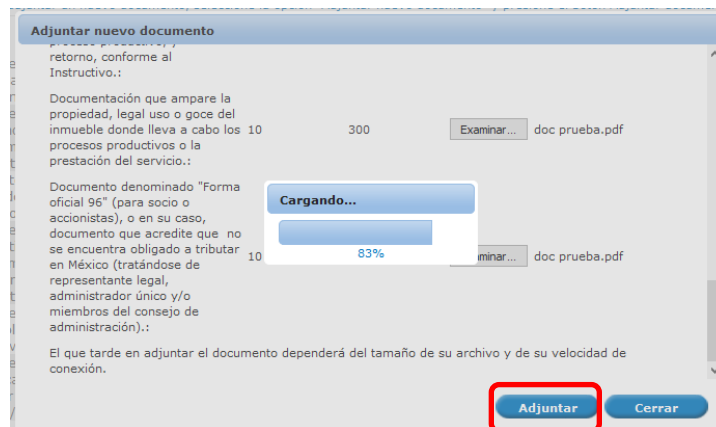 Adjuntar nuevo documento
retorno, conforme al
Instructivo.:
Documentación que ampare la
propiedad, legal uso o goce del
inmueble donde lleva a cabo los 10 300 Examinar... doc prueba.pdf
procesos productivos o la
prestación del servicio.:
Documento denominado "Forma
oficial 96" (para socio o
accionistas), o en su caso,
documento que acredite que no
se encuentra obligado a tributar 10 doc prueba.pdf
en México (tratándose de
representante legal,
administrador único y/o
miembros del consejo de
administración).:
Cargando...
83%
El que tarde en adjuntar el documento dependerá del tamaño de su archivo y de su velocidad de
conexión.
Adjuntar Cerrar